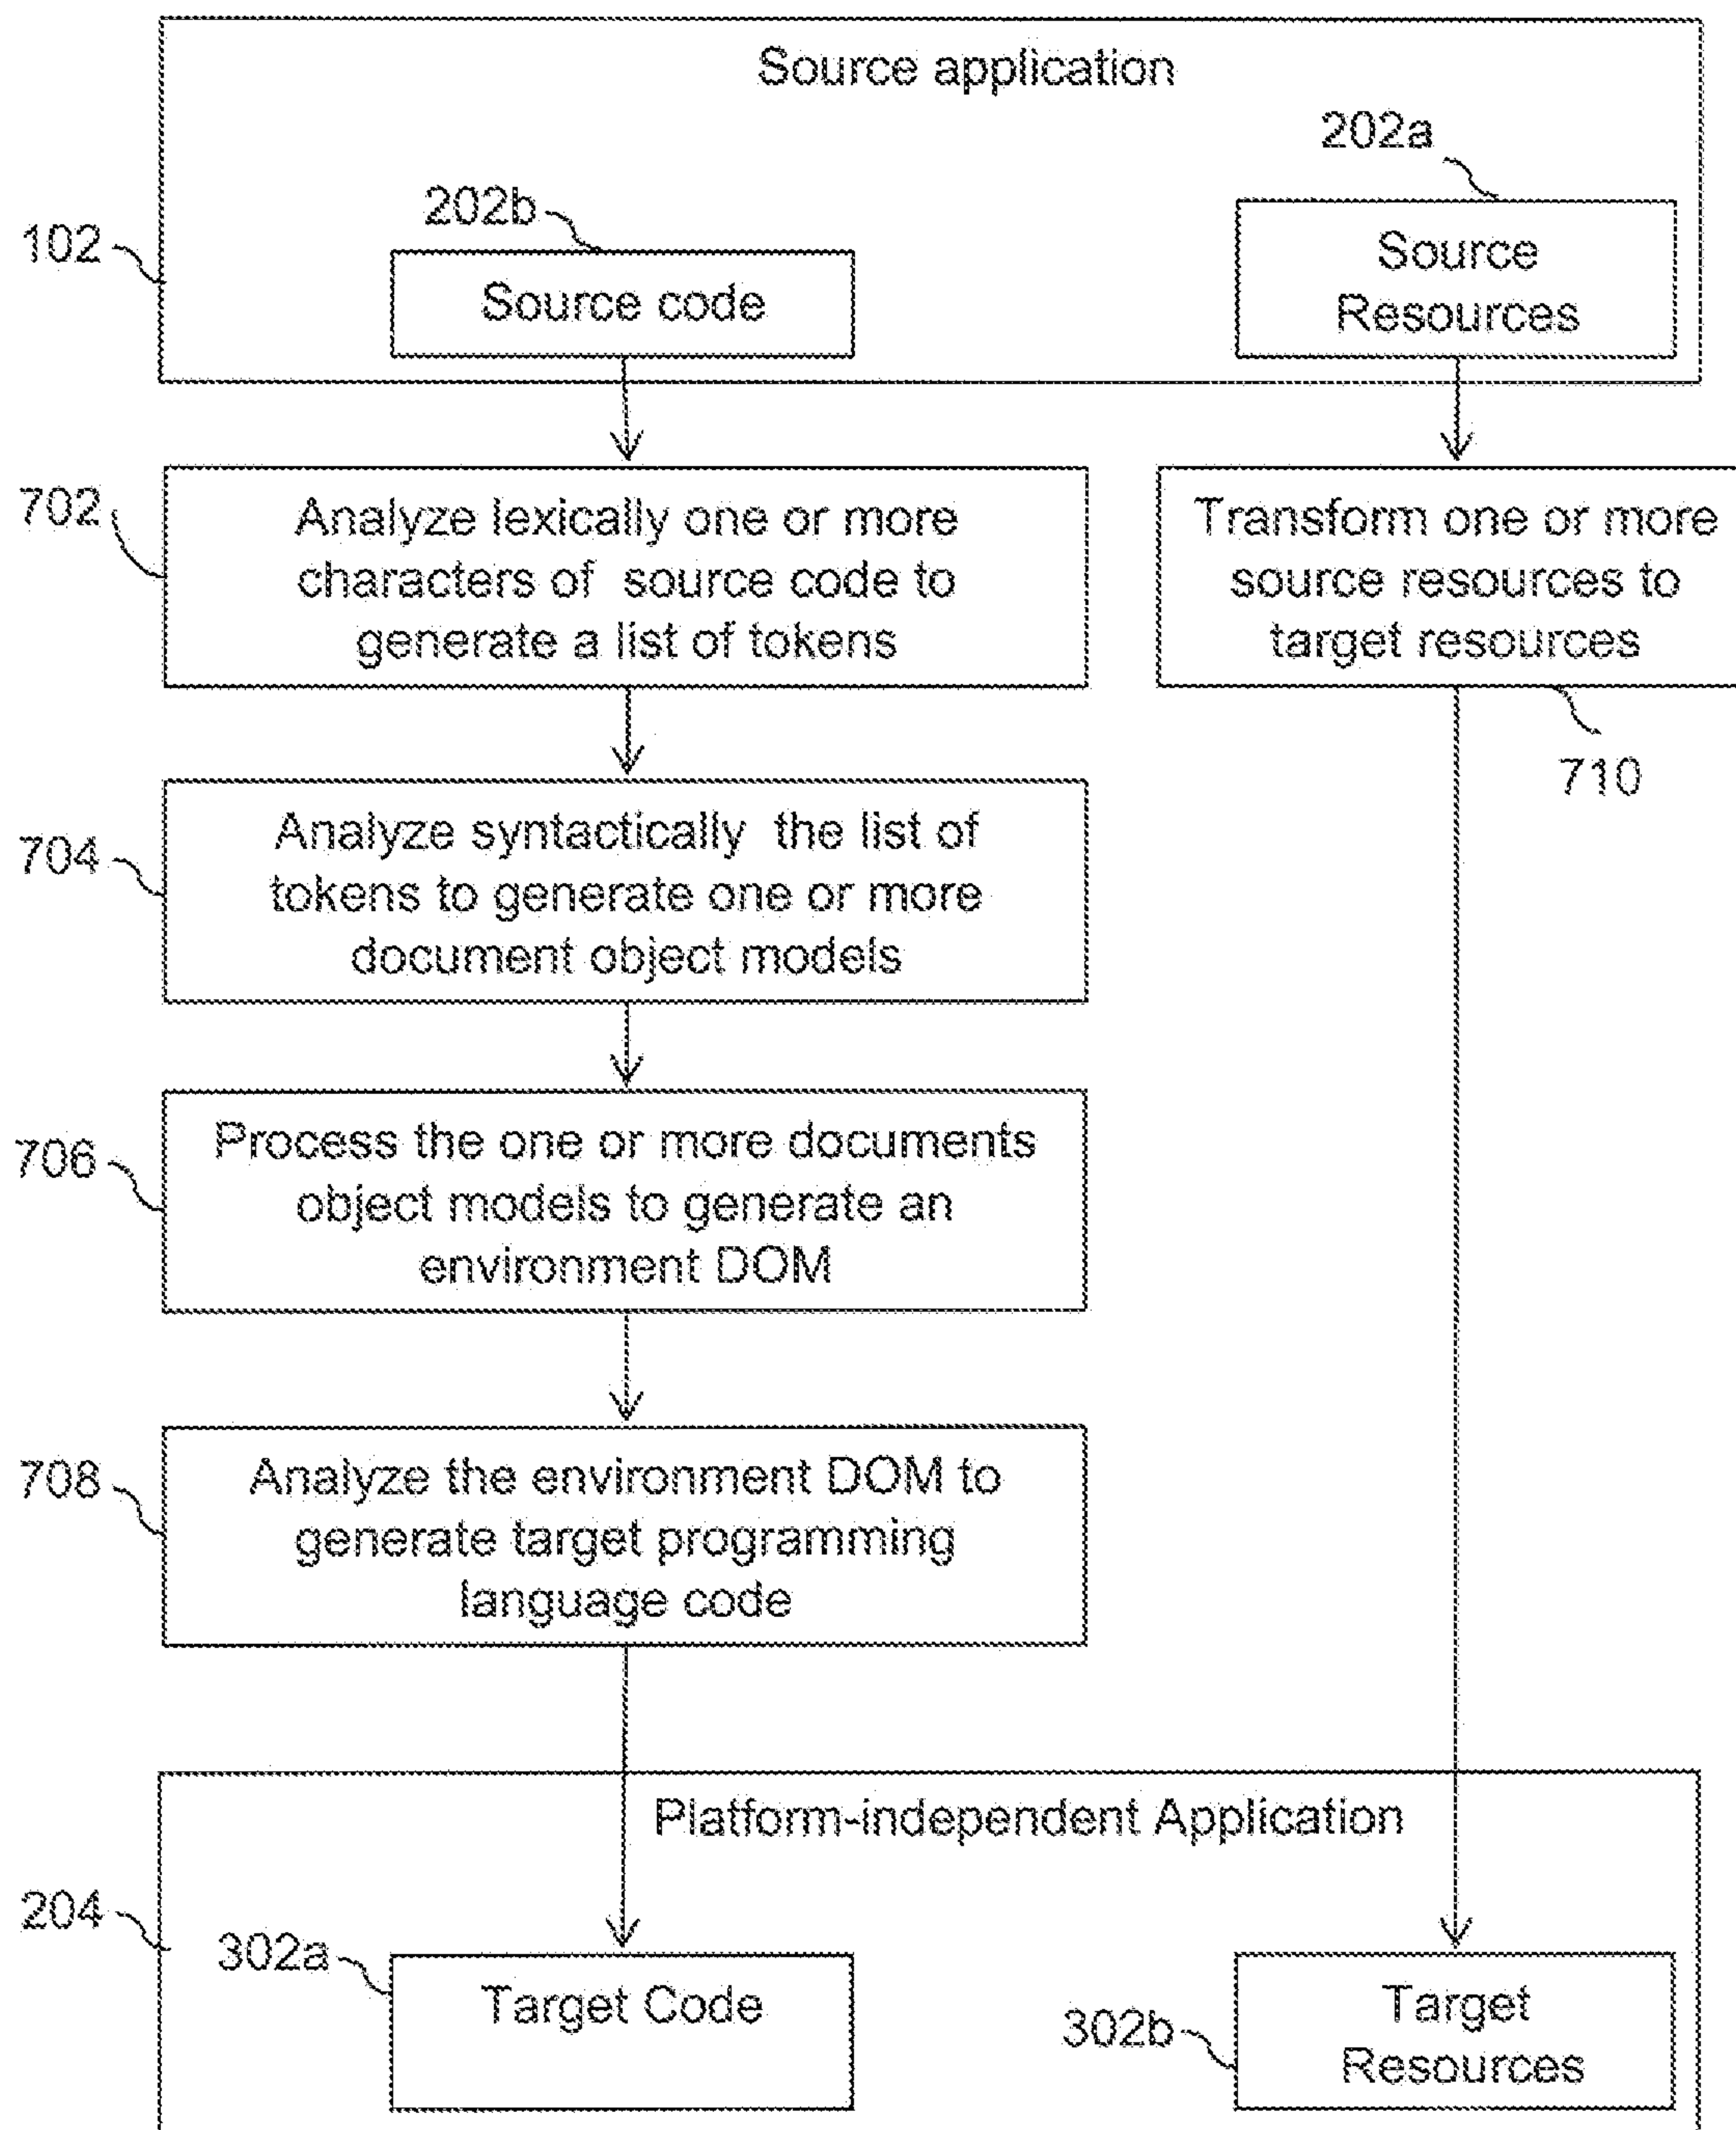 Source application
202a
202b
102
Source code
Source
Resources
702
Analyze lexically one or more
characters of source code to
generate a list of tokens
Transform one or more
source resources to
target resources
710
704
Analyze syntactically the list of
tokens to generate one or more
document object models
706
Process the one or more documents
object models to generate an
environment DOM
708
Analyze the environment DOM to
generate target programming
language code
Platform-independent Application
204
302a
Target Code
302b
Target
Resources